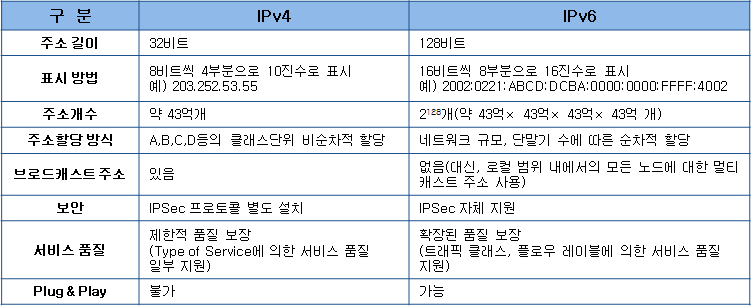 구 분 IPv4 IPv6
주소 길이 32비트 128비트
표시 방법 8비트씩 4부분으로 10진수로 표시 16비트씩 8부분으로 16진수로 표시
예) 203.252.53.55 예) 2002:0221:ABCD:DCBA:0000:0000:FFFF:4002
주소개수 약 43억개 2¹²⁸개(약 43억× 43억× 43억× 43억 개)
주소할당 방식 A,B,C,D등의 클래스단위 비순차적 할당 네트워크 규모, 단말기 수에 따른 순차적 할당
브로드캐스트 주소 있음 없음(대신, 로컬 범위 내에서의 모든 노드에 대한 멀티
캐스트 주소 사용)
보안 IPSec 프로토콜 별도 설치 IPSec 자체 지원
서비스 품질 제한적 품질 보장 확장된 품질 보장
(Type of Service에 의한 서비스 품질 (트래픽 클래스, 플로우 레이블에 의한 서비스 품질
일부 지원) 지원)
Plug & Play 불가 가능